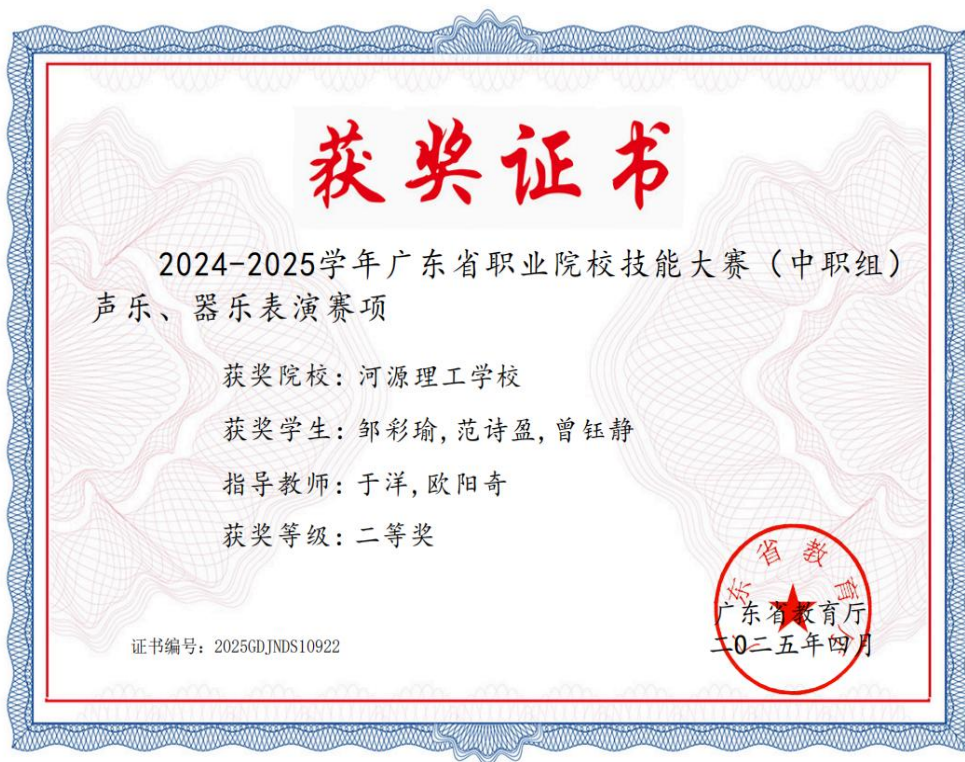 获奖证书
2024-2025学年广东省职业院校技能大赛（中职组）
声乐、器乐表演赛项
获奖院校：河源理工学校
获奖学生：邹彩瑜,范诗盈,曾钰静
指导教师：于洋,欧阳奇
获奖等级：二等奖
广东省教育厅
广东省教育厅
二〇二五年四月
证书编号：2025GDJNDS10922